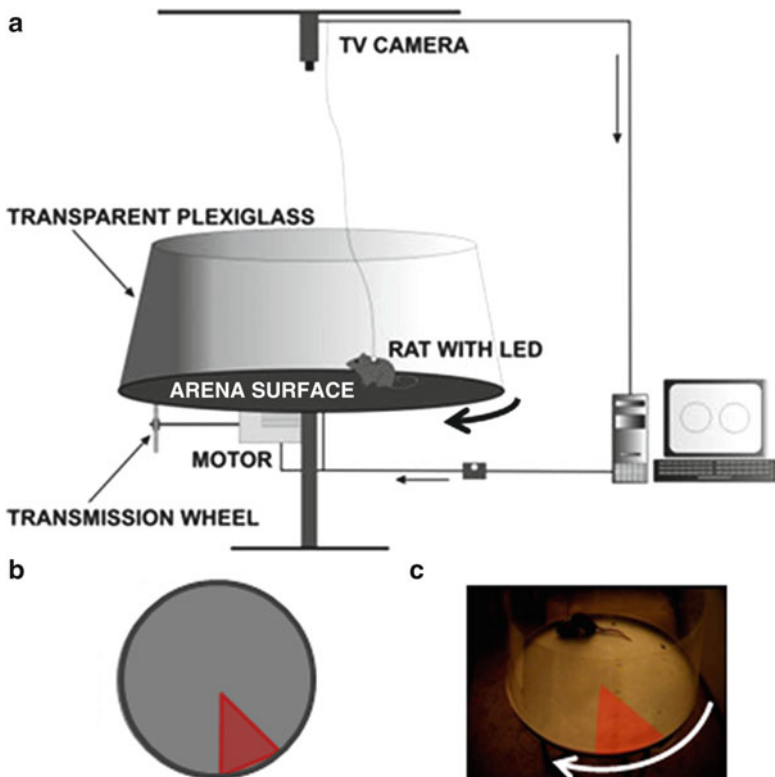 a
TV CAMERA
TRANSPARENT PLEXIGLASS
RAT WITH LED
ARENA SURFACE
MOTOR
TRANSMISSION WHEEL
b
c